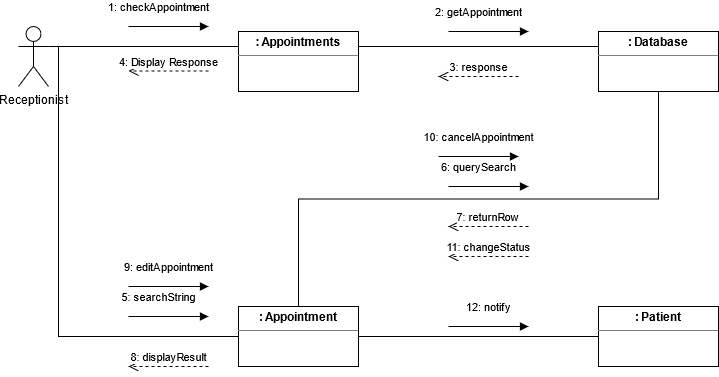 1: checkAppointment
2: getAppointment
: Appointments
: Database
4: Display Response
3: response
Receptionist
10: cancelAppointment
6: querySearch
7: returnRow
11: changeStatus
9: editAppointment
5: searchString
: Appointment
12: notify
: Patient
8: displayResult